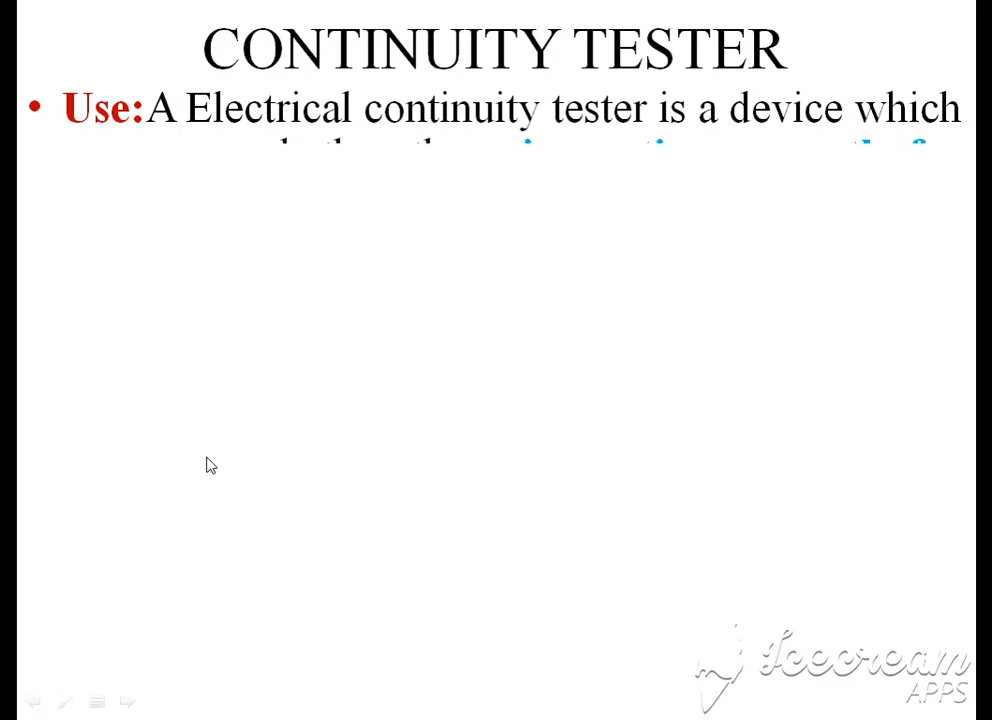 CONTINUITY TESTER
• Use:A Electrical continuity tester is a device which
Icecream
APPS